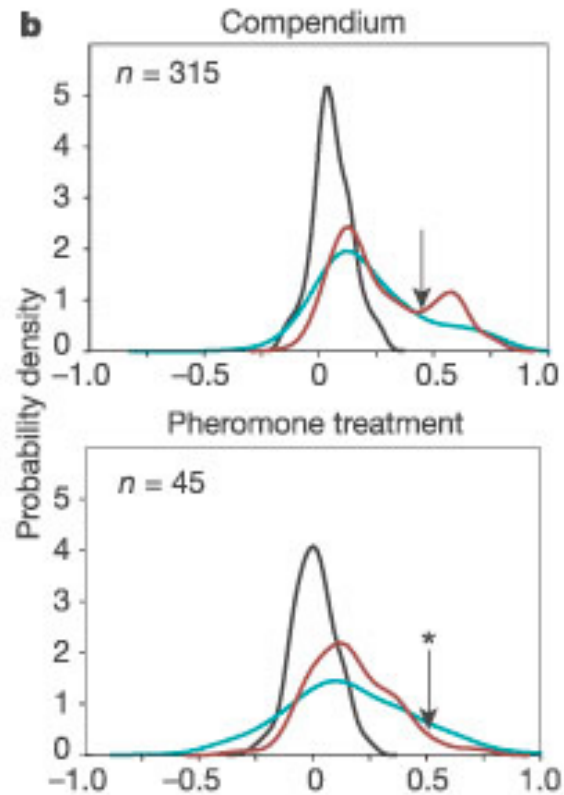 b
Compendium
n = 315
5
4
3
2
1
0
−1.0 −0.5 0 0.5 1.0
Probability density
Pheromone treatment
n = 45
5
4
3
2
1
0
*
−1.0 −0.5 0 0.5 1.0